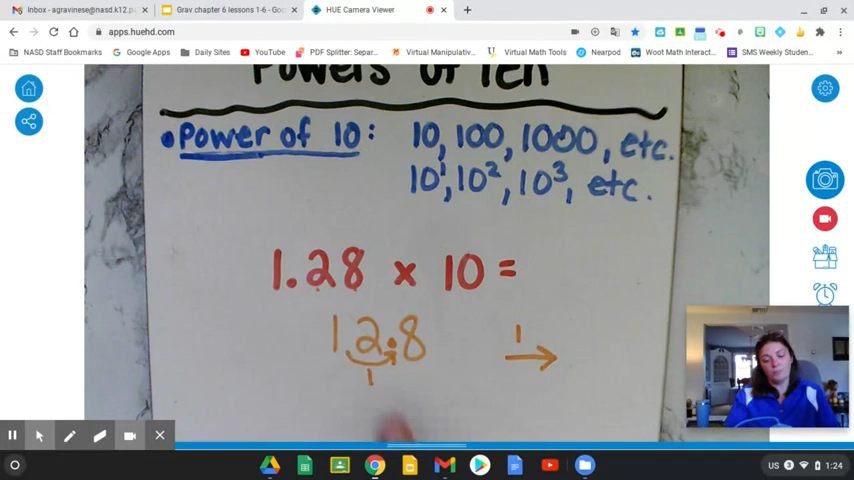 Inbox - agravinese@nasd.k12.p
Grav chapter 6 lessons 1-6 - Goo
HUE Camera Viewer
apps.huehd.com
NASD Staff Bookmarks
Google Apps
Daily Sites
YouTube
PDF Splitter: Separ...
Virtual Manipulativ...
Virtual Math Tools
Nearpod
Woot Math Interact...
SMS Weekly Studen...
Powers of Ten
• Power of 10: 10, 100, 1000, etc.
10¹, 10², 10³, etc.
1.28 x 10 =
12.8
1
1
US 3 1:24